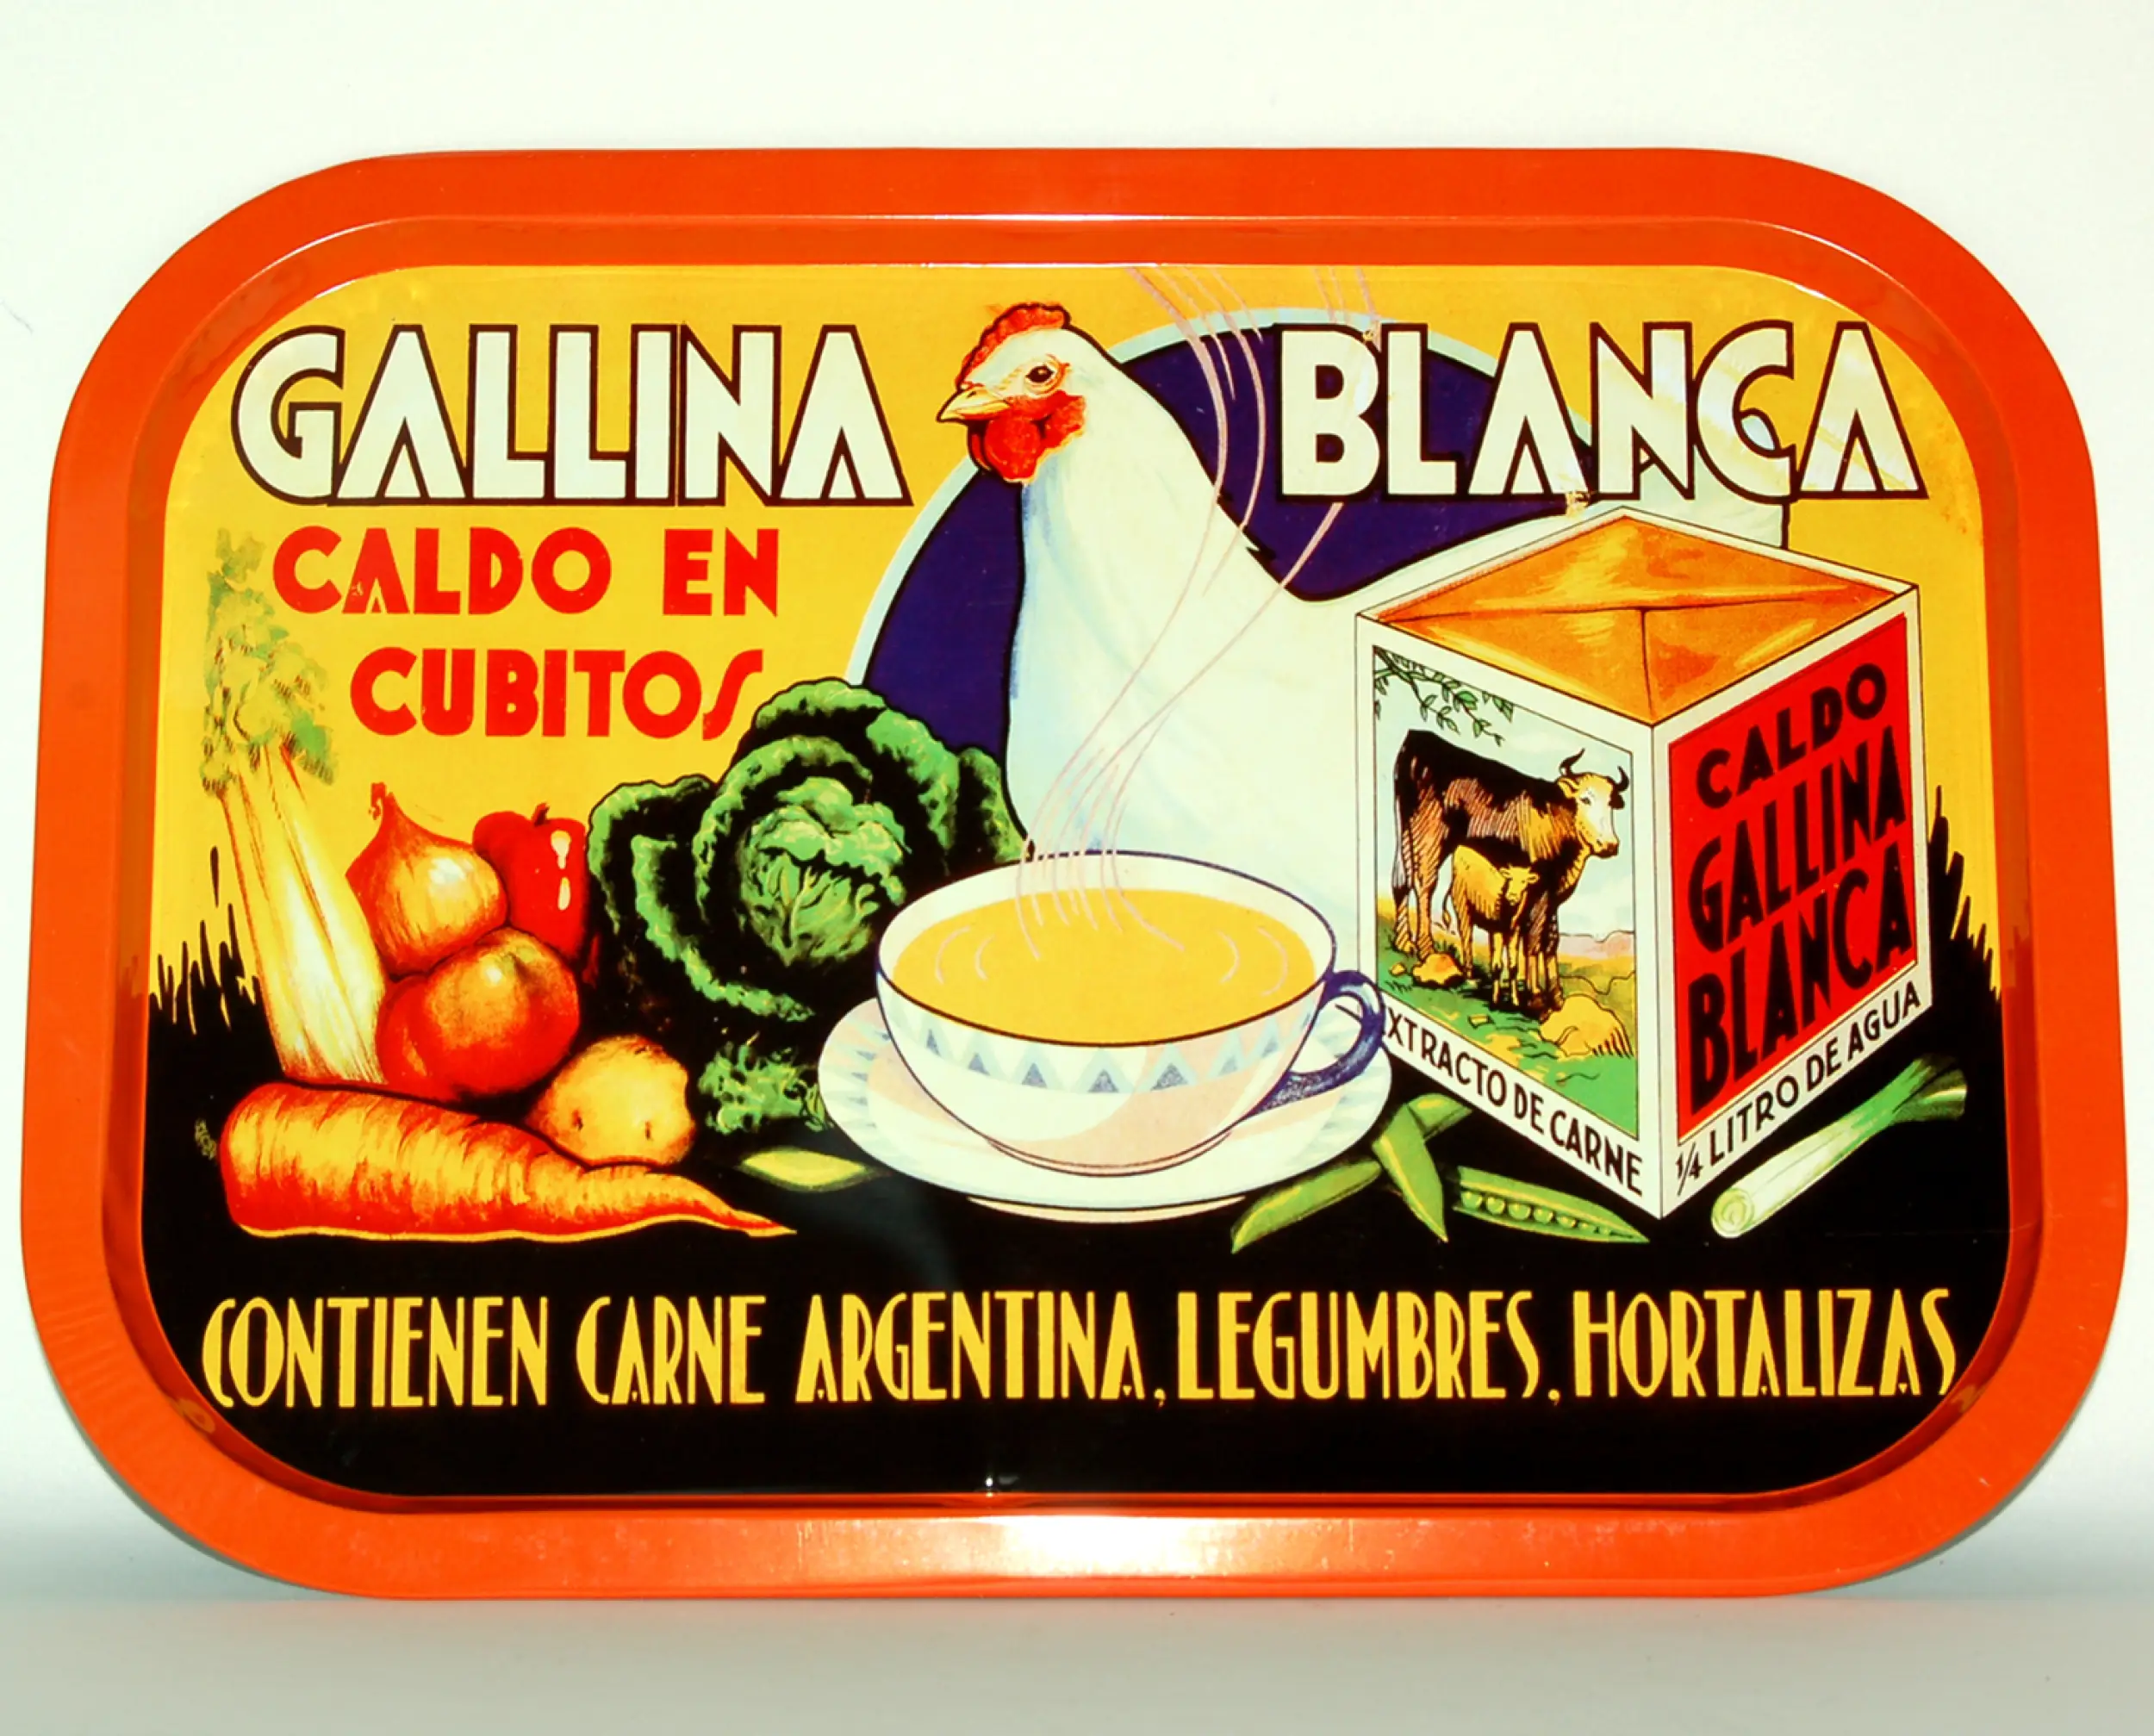 GALLINA BLANCA
CALDO EN
CUBITOS
CALDO
GALLINA
BLANCA
XTRACTO DE CARNE
1/4 LITRO DE AGUA
CONTIENEN CARNE ARGENTINA, LEGUMBRES, HORTALIZAS